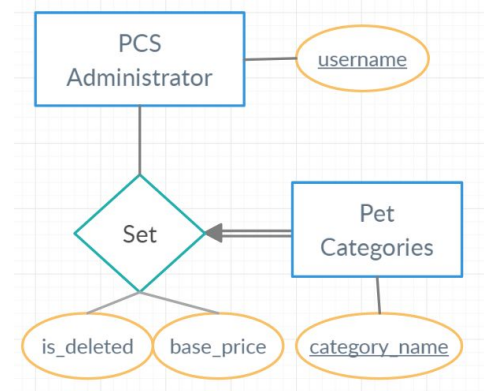 PCS
Administrator
username
Set
Pet
Categories
is_deleted
base_price
category_name